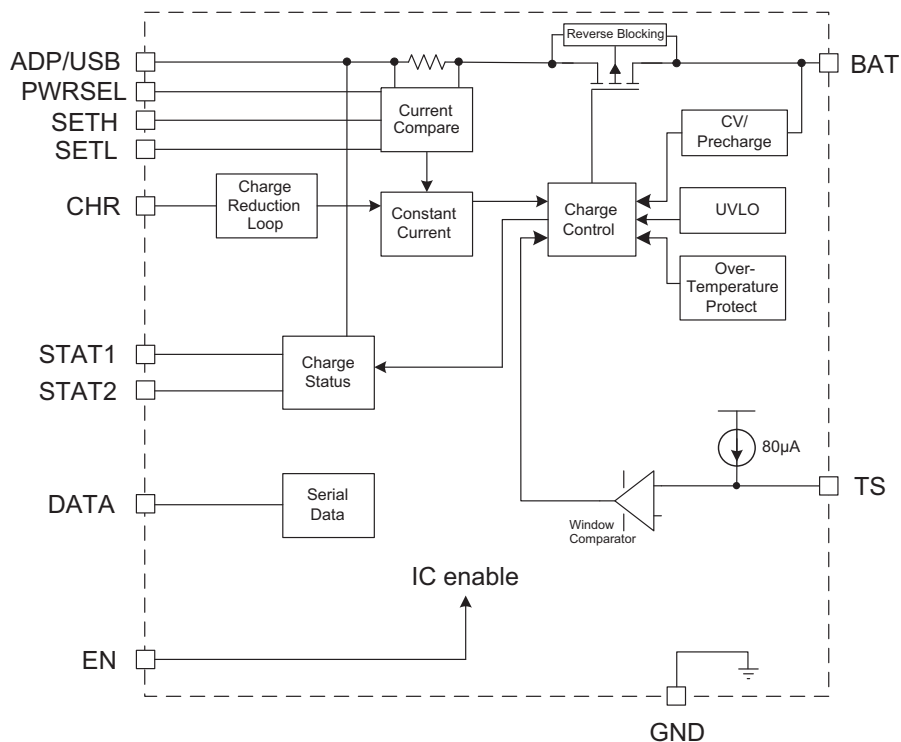 Reverse Blocking
ADP/USB
BAT
PWRSEL
SETH
SETL
Current
Compare
CV/
Precharge
CHR
Charge
Reduction
Loop
Constant
Current
Charge
Control
UVLO
Over-
Temperature
Protect
STAT1
STAT2
Charge
Status
80µA
DATA
Serial
Data
TS
Window
Comparator
IC enable
EN
GND